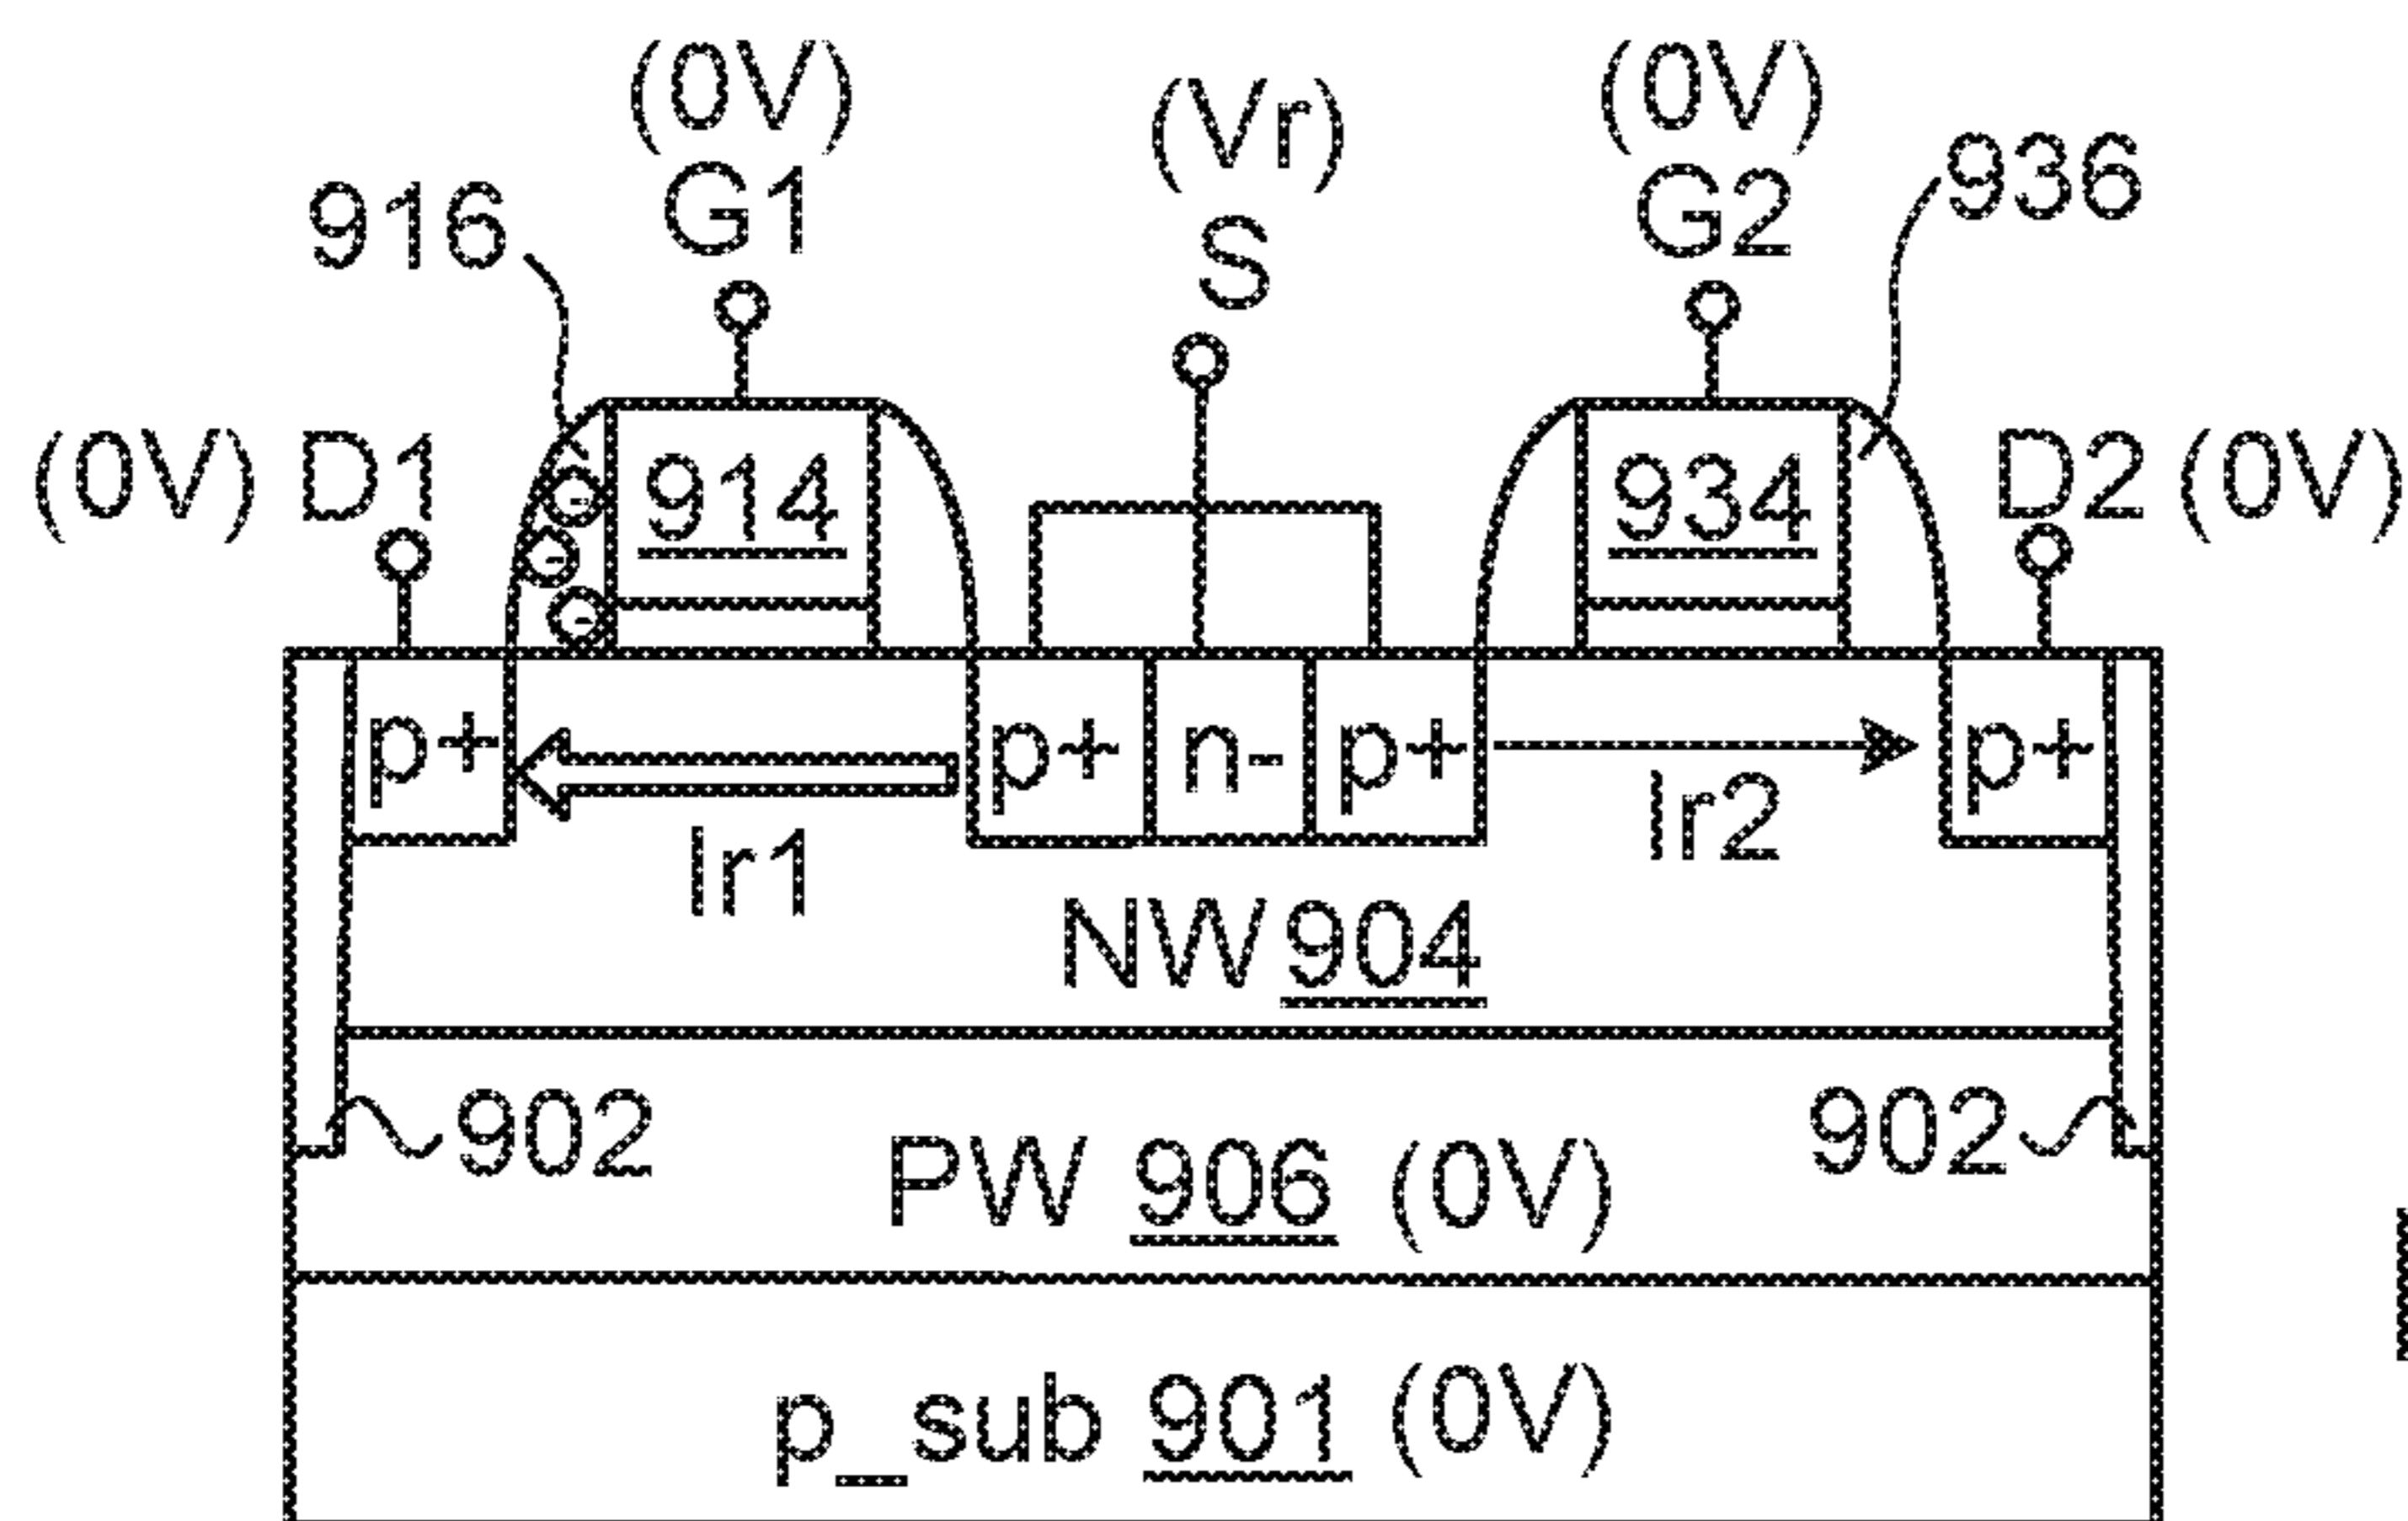 (0V)
(Vr)
(0V)
916
G1
S
G2
936
(0V) D1
914
934
D2 (0V)
p+
p+
n-
p+
p+
Ir1
Ir2
NW 904
902
902
PW 906 (0V)
p_sub 901 (0V)